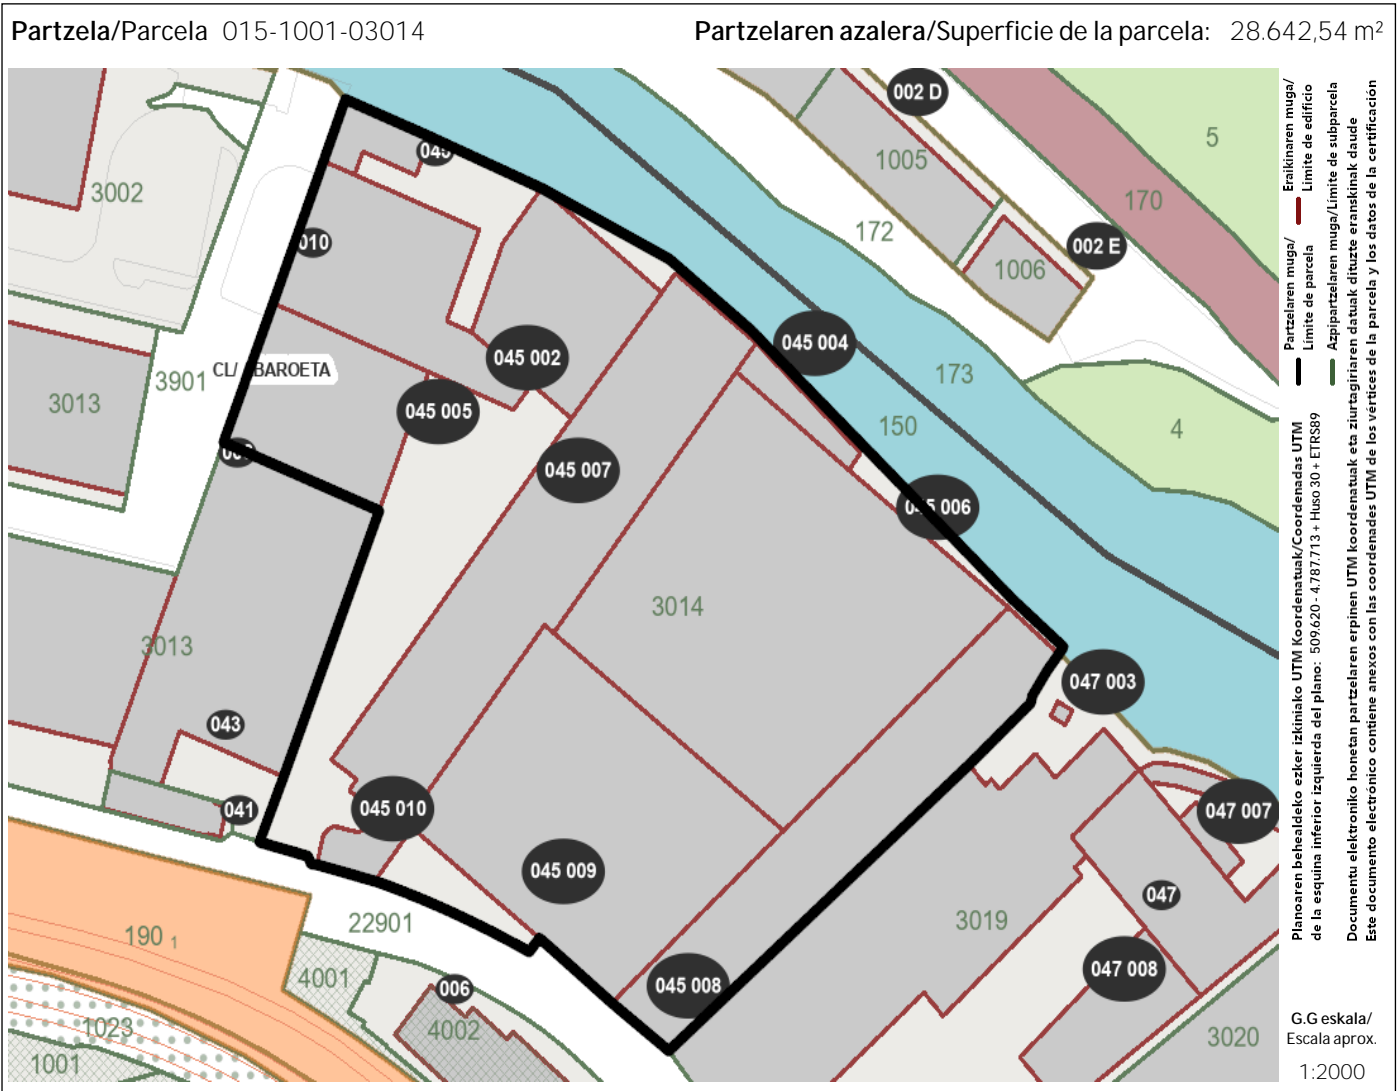 Partzela/Parcela 015-1001-03014
Partzelaren azalera/Superficie de la parcela: 28.642,54 m²
002 D
5
1005
170
3002
045
172
002 E
010
1006
045 002
045 004
173
CL/
BAROETA
3901
3013
045 005
150
4
045 007
045 006
3014
3013
047 003
043
041
045 010
047 007
045 009
047
22901
3019
190 1
4001
047 008
006
045 008
4002
1023
1001
3020
Partzelaren muga/
Límite de parcela
Eraikinaren muga/
Límite de edificio
Azpipartzelaren muga/Límite de subparcela
Planoaren behealdeko ezker izkiniako UTM Koordenatuak/Coordenadas UTM
de la esquina inferior izquierda del plano: 509.620 - 4.787.713 + Huso 30 + ETRS89
Documentu elektroniko honetan partzelaren erpinen UTM koordenatuak eta ziurtagiriaren datuak dituzte eranskinak daude
Este documento electrónico contiene anexos con las coordenades UTM de los vértices de la parcela y los datos de la certificación
G.G eskala/
Escala aprox.
1:2000